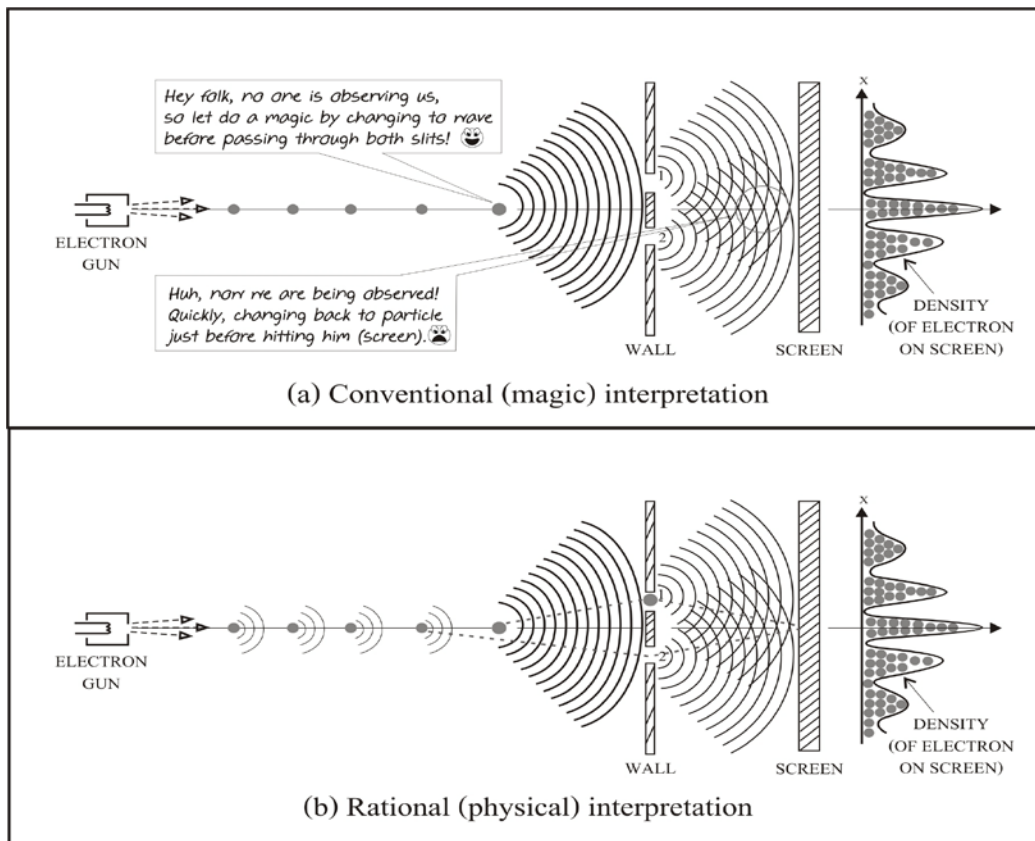 Hey folk, no one is observing us,
so let do a magic by changing to wave
before passing through both slits!
ELECTRON
GUN
1
2
Huh, now we are being observed!
Quickly, changing back to particle
just before hitting him (screen).
WALL
SCREEN
X
DENSITY
(OF ELECTRON
ON SCREEN)
(a) Conventional (magic) interpretation
ELECTRON
GUN
1
2
WALL
SCREEN
X
DENSITY
(OF ELECTRON
ON SCREEN)
(b) Rational (physical) interpretation